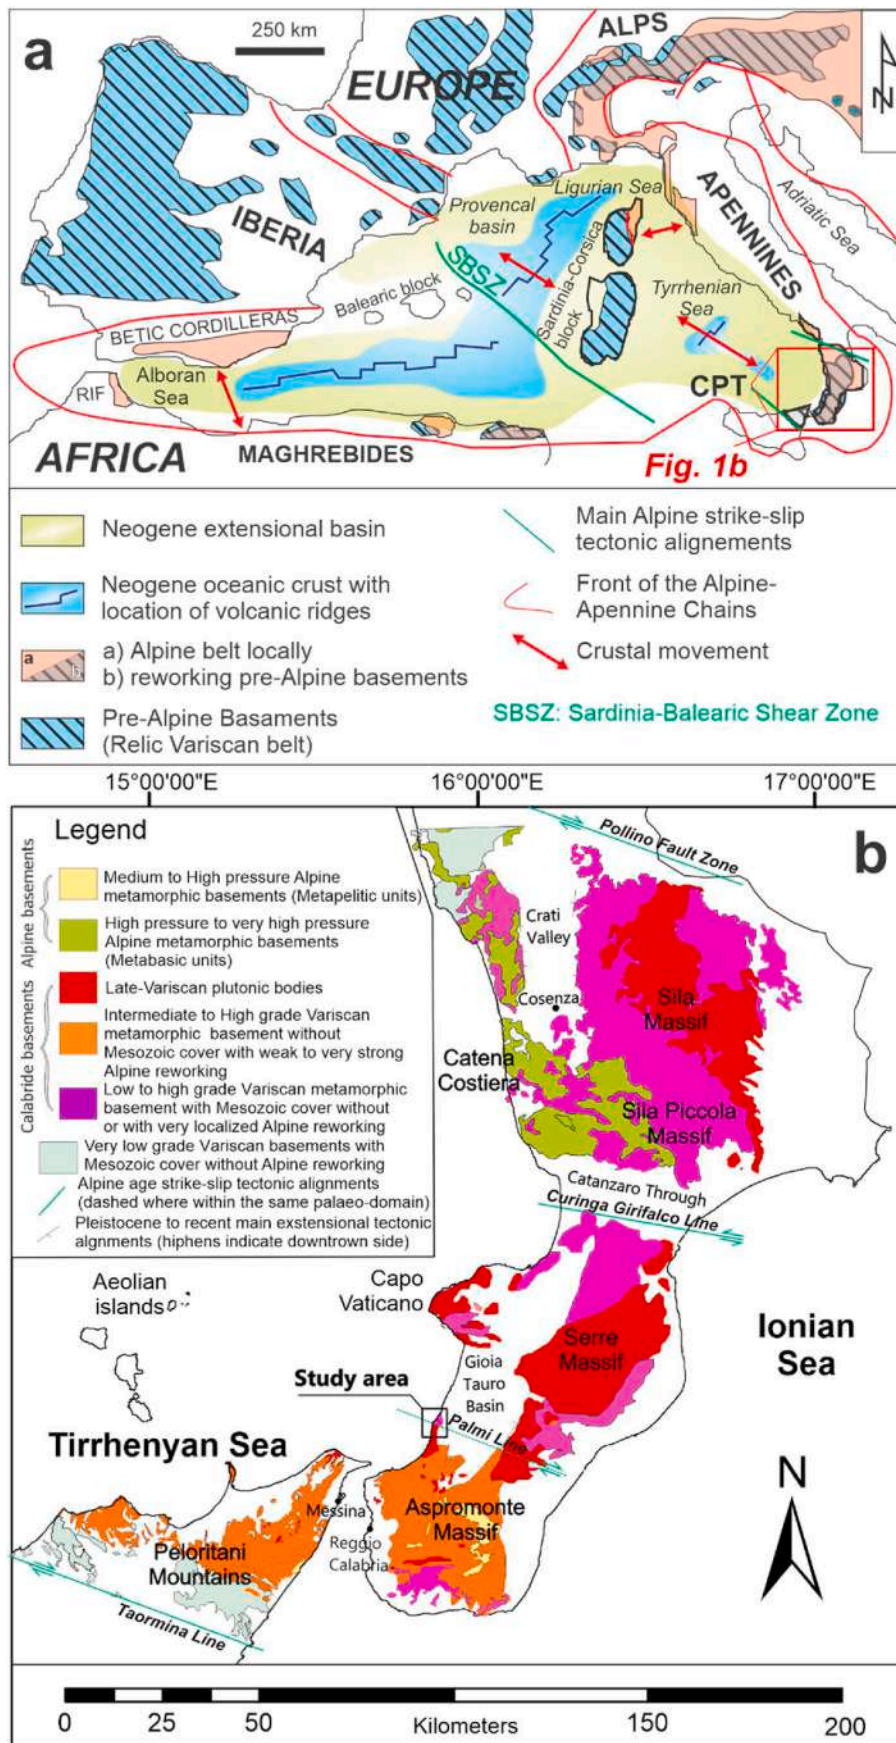 a
250 km
ALPS
N
EUROPE
Ligurian Sea
Provencal
basin
APENNINES
Adriatic Sea
IBERIA
SBSZ
Sardinia-Corsica
block
Balearic block
Tyrrhenian
Sea
BETIC CORDILLERAS
Alboran
Sea
CPT
RIF
AFRICA
MAGHREBIDES
Fig. 1b
Neogene extensional basin
Neogene oceanic crust with
location of volcanic ridges
a
b
a) Alpine belt locally
b) reworking pre-Alpine basements
Pre-Alpine Basaments
(Relic Variscan belt)
Main Alpine strike-slip
tectonic alignements
Front of the Alpine-
Apennine Chains
Crustal movement
SBSZ: Sardinia-Balearic Shear Zone
15°00'00"E
16°00'00"E
17°00'00"E
b
Legend
Alpine basements
Medium to High pressure Alpine
metamorphic basements (Metapelitic units)
High pressure to very high pressure
Alpine metamorphic basements
(Metabasic units)
Calabride basements
Late-Variscan plutonic bodies
Intermediate to High grade Variscan
metamorphic basement without
Mesozoic cover with weak to very strong
Alpine reworking
Low to high grade Variscan metamorphic
basement with Mesozoic cover without
or with very localized Alpine reworking
Very low grade Variscan basements with
Mesozoic cover without Alpine reworking
Alpine age strike-slip tectonic alignments
(dashed where within the same palaeo-domain)
Pleistocene to recent main exstensional tectonic
algnments (hiphens indicate downtrown side)
Pollino Fault Zone
Crati
Valley
Cosenza
Sila
Massif
Catena
Costiera
Sila Piccola
Massif
Catanzaro Through
Curinga Girifalco Line
Aeolian
islands
Capo
Vaticano
Serre
Massif
Ionian
Sea
Gioia
Tauro
Basin
Study area
Palmi Line
Tirrhenyan Sea
N
Messina
Aspromonte
Massif
Reggio
Calabria
Peloritani
Mountains
Taormina Line
0 25 50 150 200
Kilometers